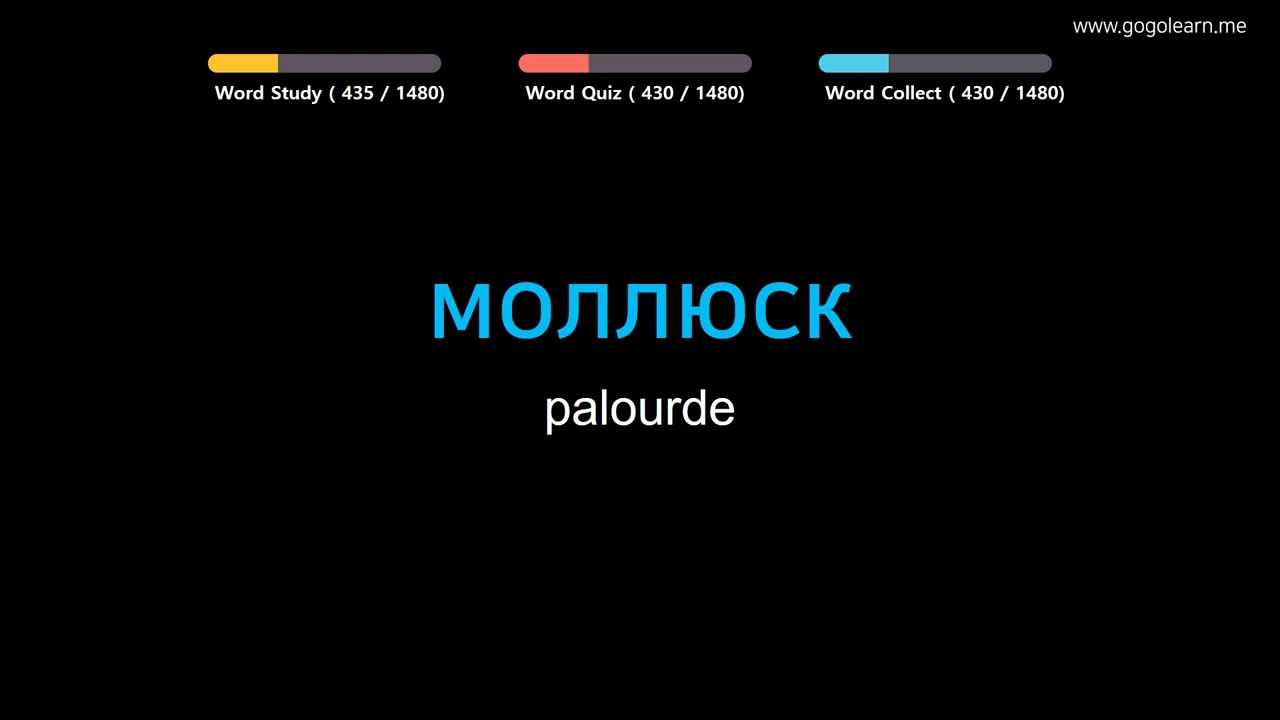 www.gogolearn.me
Word Study ( 435 / 1480)
Word Quiz ( 430 / 1480)
Word Collect ( 430 / 1480)
моллюск
palourde